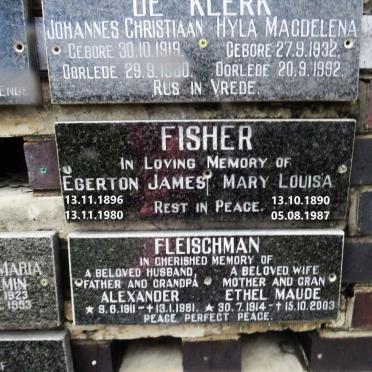 DE KLERK
JOHANNES CHRISTIAAN HYLA MAGDELENA
GEBORE 30.10.1919 GEBORE 27.9.1932
OORLEDE 29.9. OORLEDE 20.9.1992
RUS IN VREDE.
FISHER
IN LOVING MEMORY OF
EGERTON JAMES MARY LOUISA
13.11.1896 13.10.1890
REST IN PEACE.
13.11.1980 05.08.1987
FLEISCHMAN
IN CHERISHED MEMORY OF
A BELOVED HUSBAND, A BELOVED WIFE
FATHER AND GRANDPA MOTHER AND GRAN
ALEXANDER ETHEL MAUDE
★ 9.6.1911 - ✝13.1.1981. ★ 30.7.1914 - ✝15.10.2003
PEACE PERFECT PEACE.
MARIA
MIN
1923
1993